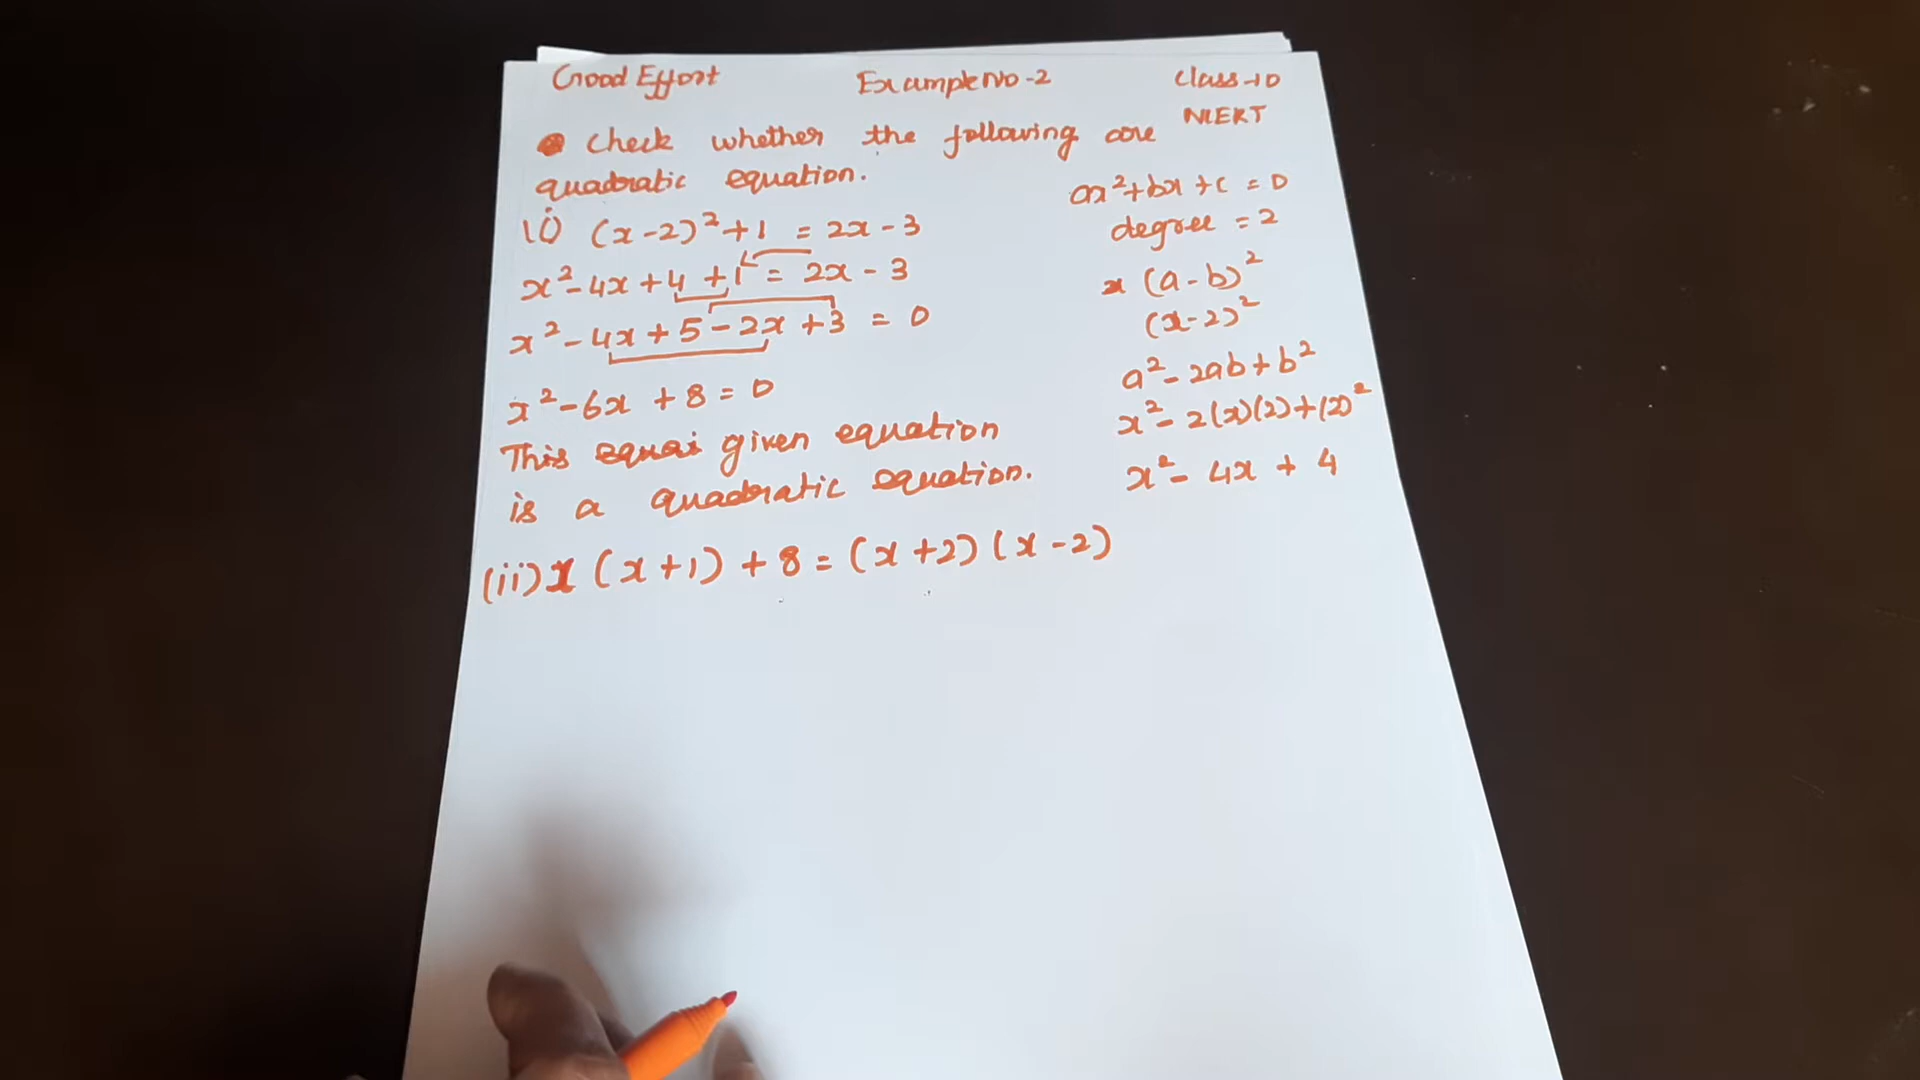 Good Effort Example No-2 Class-10
NCERT
Check whether the following are
quadratic equation.
(i) (x-2)²+1 = 2x-3
x²-4x+4+1 = 2x-3
x²-4x+5-2x+3 = 0
x²-6x+8=0
This given equation
is a quadratic equation.
(ii) x(x+1)+8=(x+2)(x-2)
ax²+bx+c=0
degree=2
(a-b)²
(x-2)²
a²-2ab+b²
x²-2(x)(2)+(2)²
x²-4x+4